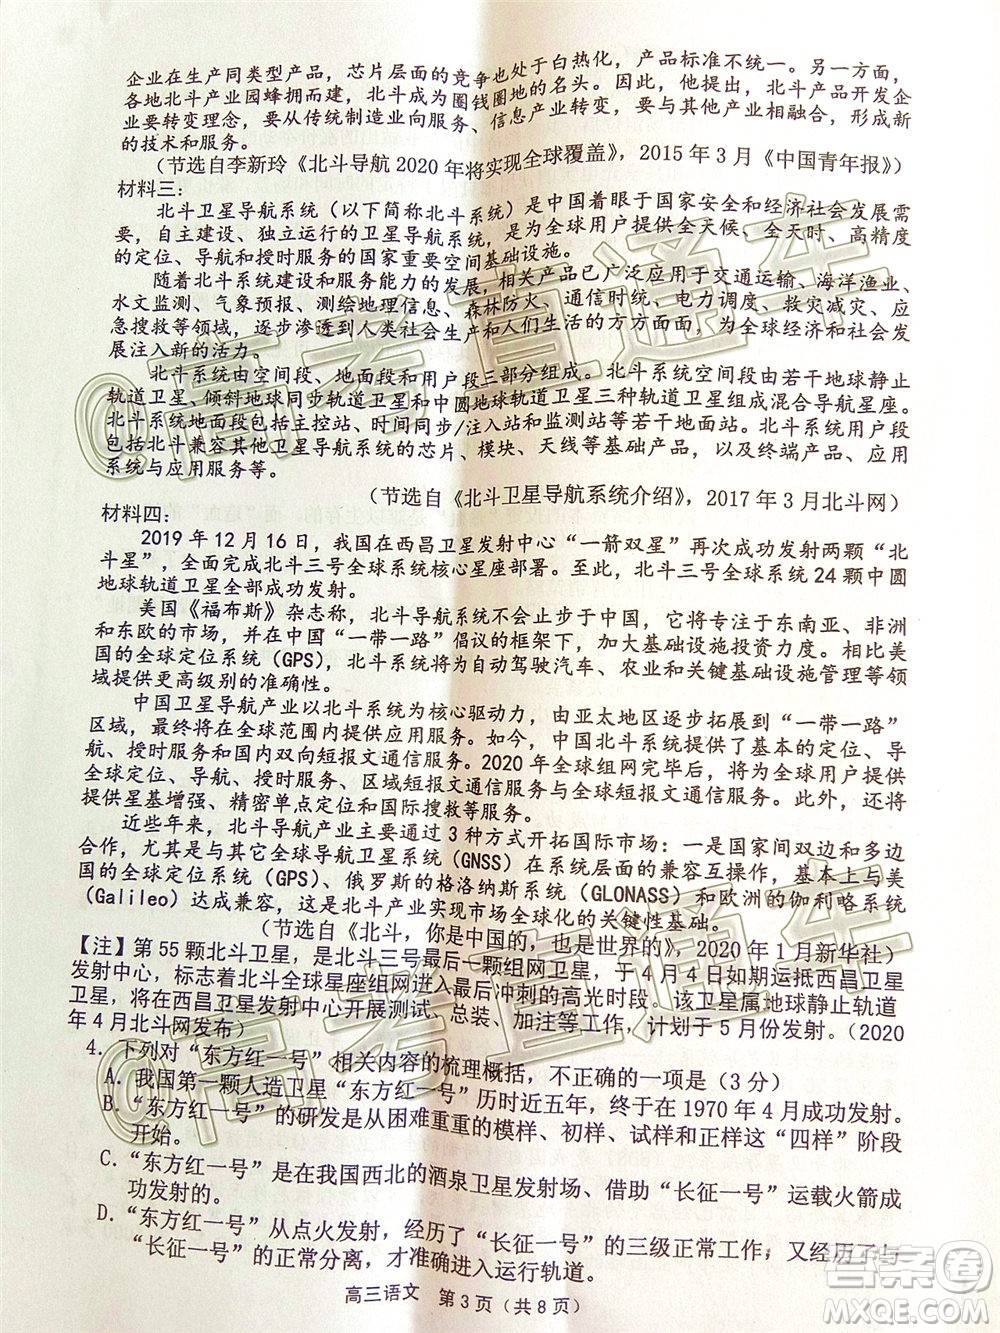 企业在生产同类型产品，芯片层面的竞争也处于白热化，产品标准不统一。另一方面，
各地北斗产业园蜂拥而建，北斗成为圈钱圈地的名头。因此，他提出，北斗产品开发企
业要转变理念，要从传统制造业向服务、信息产业转变，要与其他产业相融合，形成新
的技术和服务。
（节选自李新玲《北斗导航 2020 年将实现全球覆盖》，2015 年 3 月《中国青年报》）
材料三：
北斗卫星导航系统（以下简称北斗系统）是中国着眼于国家安全和经济社会发展需
要，自主建设、独立运行的卫星导航系统，是为全球用户提供全天候、全天时、高精度
的定位、导航和授时服务的国家重要空间基础设施。
随着北斗系统建设和服务能力的发展，相关产品已广泛应用于交通运输、海洋渔业、
水文监测、气象预报、测绘地理信息、森林防火、通信时统、电力调度、救灾减灾、应
急搜救等领域，逐步渗透到人类社会生产和人们生活的方方面面，为全球经济和社会发
展注入新的活力。
北斗系统由空间段、地面段和用户段三部分组成。北斗系统空间段由若干地球静止
轨道卫星、倾斜地球同步轨道卫星和中圆地球轨道卫星三种轨道卫星组成混合导航星座。
北斗系统地面段包括主控站、时间同步/注入站和监测站等若干地面站。北斗系统用户段
包括北斗兼容其他卫星导航系统的芯片、模块、天线等基础产品，以及终端产品、应用
系统与应用服务等。
（节选自《北斗卫星导航系统介绍》，2017 年 3 月北斗网）
材料四：
2019 年 12 月 16 日，我国在西昌卫星发射中心“一箭双星”再次成功发射两颗“北
斗星”，全面完成北斗三号全球系统核心星座部署。至此，北斗三号全球系统 24 颗中圆
地球轨道卫星全部成功发射。
美国《福布斯》杂志称，北斗导航系统不会止步于中国，它将专注于东南亚、非洲
和东欧的市场，并在中国“一带一路”倡议的框架下，加大基础设施投资力度。相比美
国的全球定位系统（GPS），北斗系统将为自动驾驶汽车、农业和关键基础设施管理等领
域提供更高级别的准确性。
中国卫星导航产业以北斗系统为核心驱动力，由亚太地区逐步拓展到“一带一路”
区域，最终将在全球范围内提供应用服务。如今，中国北斗系统提供了基本的定位、导
航、授时服务和国内双向短报文通信服务。2020 年全球组网完毕后，将为全球用户提供
全球定位、导航、授时服务、区域短报文通信服务与全球短报文通信服务。此外，还将
提供星基增强、精密单点定位和国际搜救等服务。
近些年来，北斗导航产业主要通过 3 种方式开拓国际市场：一是国家间双边和多边
合作，尤其是与其它全球导航卫星系统（GNSS）在系统层面的兼容互操作，基本上与美
国的全球定位系统（GPS）、俄罗斯的格洛纳斯系统（GLONASS）和欧洲的伽利略系统
（Galileo）达成兼容，这是北斗产业实现市场全球化的关键性基础。
（节选自《北斗，你是中国的，也是世界的》，2020 年 1 月新华社）
【注】第 55 颗北斗卫星，是北斗三号最后一颗组网卫星，于 4 月 4 日如期运抵西昌卫星
发射中心，标志着北斗全球星座组网进入最后冲刺的高光时段。该卫星属地球静止轨道
卫星，将在西昌卫星发射中心开展测试、总装、加注等工作，计划于 5 月份发射。（2020
年 4 月北斗网发布）
4．下列对“东方红一号”相关内容的梳理概括，不正确的一项是（3 分）
A．我国第一颗人造卫星“东方红一号”历时近五年，终于在 1970 年 4 月成功发射。
B．“东方红一号”的研发是从困难重重的模样、初样、试样和正样这“四样”阶段
开始。
C．“东方红一号”是在我国西北的酒泉卫星发射场、借助“长征一号”运载火箭成
功发射的。
D．“东方红一号”从点火发射，经历了“长征一号”的三级正常工作，又经历了与
“长征一号”的正常分离，才准确进入运行轨道。
高三语文 第 3 页（共 8 页）
@高考直通车
@高考直通车
答案圈
MXQE.COM